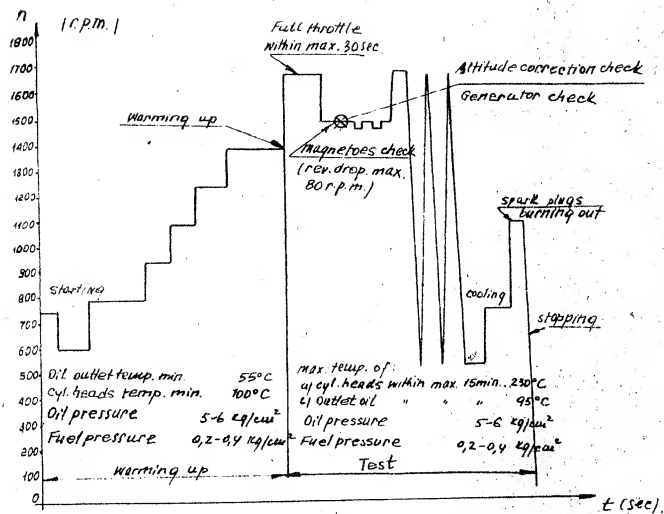 n
[r.p.m.]
1800
1700
1600
1500
1400
1300
1200
1100
1000
900
800
700
600
500
400
300
200
100
0
Full throttle
within max. 30sec
Altitude correction check
Generator check
warming up
magnetoes check
(rev. drop. max.
80 r.p.m.)
spark plugs
burning out
starting
cooling
stopping
Oil outlet temp. min. 55°C
Cyl. heads temp. min. 100°C
Oil pressure 5-6 kg/cm²
Fuel pressure 0,2-0,4 kg/cm²
max. temp. of:
a/ cyl. heads within max. 15min.. 230°C
c/ Outlet oil " " 95°C
Oil pressure 5-6 kg/cm²
Fuel pressure 0,2-0,4 kg/cm²
warming up
Test
t (sec).